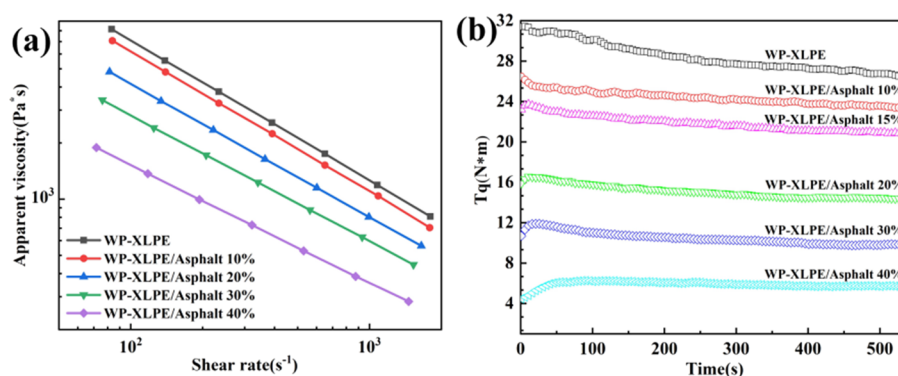 (a)
Apparent viscosity(Pa*s)
10³
WP-XLPE
WP-XLPE/Asphalt 10%
WP-XLPE/Asphalt 20%
WP-XLPE/Asphalt 30%
WP-XLPE/Asphalt 40%
10² 10³
Shear rate(s⁻¹)
(b)
Tq(N*m)
32
28
24
20
16
12
8
4
WP-XLPE
WP-XLPE/Asphalt 10%
WP-XLPE/Asphalt 15%
WP-XLPE/Asphalt 20%
WP-XLPE/Asphalt 30%
WP-XLPE/Asphalt 40%
0 100 200 300 400 500
Time(s)